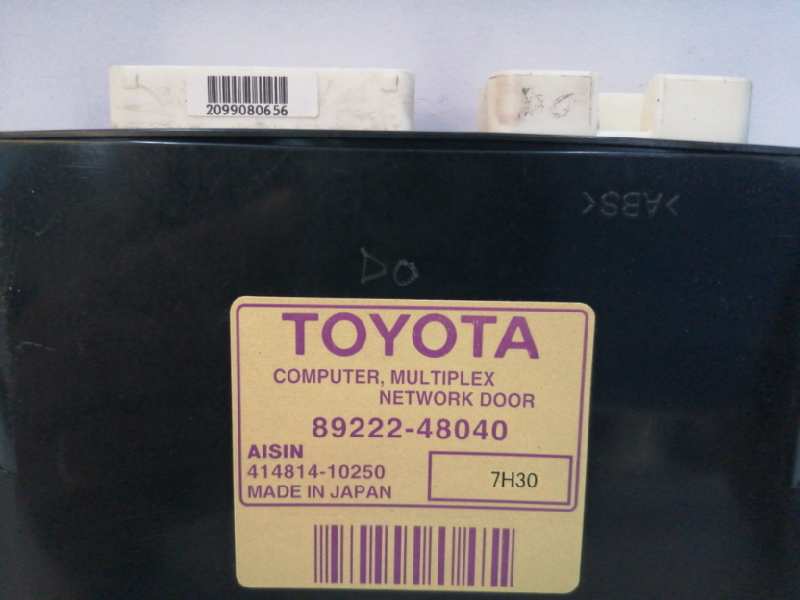 2099080656
>ABS<
DO
TOYOTA
COMPUTER, MULTIPLEX
NETWORK DOOR
89222-48040
AISIN
414814-10250
MADE IN JAPAN
7H30